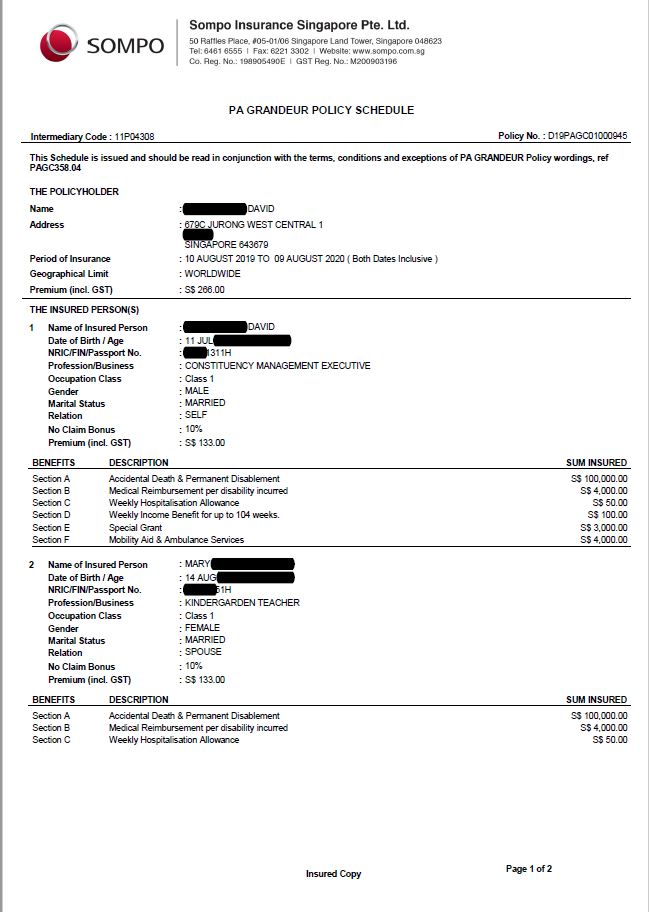 SOMPO
Sompo Insurance Singapore Pte. Ltd.
50 Raffles Place, #05-01/06 Singapore Land Tower, Singapore 048623
Tel: 6461 6555 | Fax: 6221 3302 | Website: www.sompo.com.sg
Co. Reg. No.: 198905490E | GST Reg. No.: M200903196
PA GRANDEUR POLICY SCHEDULE
Intermediary Code : 11P04308 Policy No. : D19PAGC01000945
This Schedule is issued and should be read in conjunction with the terms, conditions and exceptions of PA GRANDEUR Policy wordings, ref
PAGC358.04
THE POLICYHOLDER
Name : DAVID
Address : 679C JURONG WEST CENTRAL 1
SINGAPORE 643679
Period of Insurance : 10 AUGUST 2019 TO 09 AUGUST 2020 ( Both Dates Inclusive )
Geographical Limit : WORLDWIDE
Premium (incl. GST) : S$ 266.00
THE INSURED PERSON(S)
1 Name of Insured Person : DAVID
Date of Birth / Age : 11 JUL
NRIC/FIN/Passport No. : 1311H
Profession/Business : CONSTITUENCY MANAGEMENT EXECUTIVE
Occupation Class : Class 1
Gender : MALE
Marital Status : MARRIED
Relation : SELF
No Claim Bonus : 10%
Premium (incl. GST) : S$ 133.00
BENEFITS DESCRIPTION SUM INSURED
Section A Accidental Death & Permanent Disablement S$ 100,000.00
Section B Medical Reimbursement per disability incurred S$ 4,000.00
Section C Weekly Hospitalisation Allowance S$ 50.00
Section D Weekly Income Benefit for up to 104 weeks. S$ 100.00
Section E Special Grant S$ 3,000.00
Section F Mobility Aid & Ambulance Services S$ 4,000.00
2 Name of Insured Person : MARY
Date of Birth / Age : 14 AUG
NRIC/FIN/Passport No. : 61H
Profession/Business : KINDERGARDEN TEACHER
Occupation Class : Class 1
Gender : FEMALE
Marital Status : MARRIED
Relation : SPOUSE
No Claim Bonus : 10%
Premium (incl. GST) : S$ 133.00
BENEFITS DESCRIPTION SUM INSURED
Section A Accidental Death & Permanent Disablement S$ 100,000.00
Section B Medical Reimbursement per disability incurred S$ 4,000.00
Section C Weekly Hospitalisation Allowance S$ 50.00
Insured Copy
Page 1 of 2